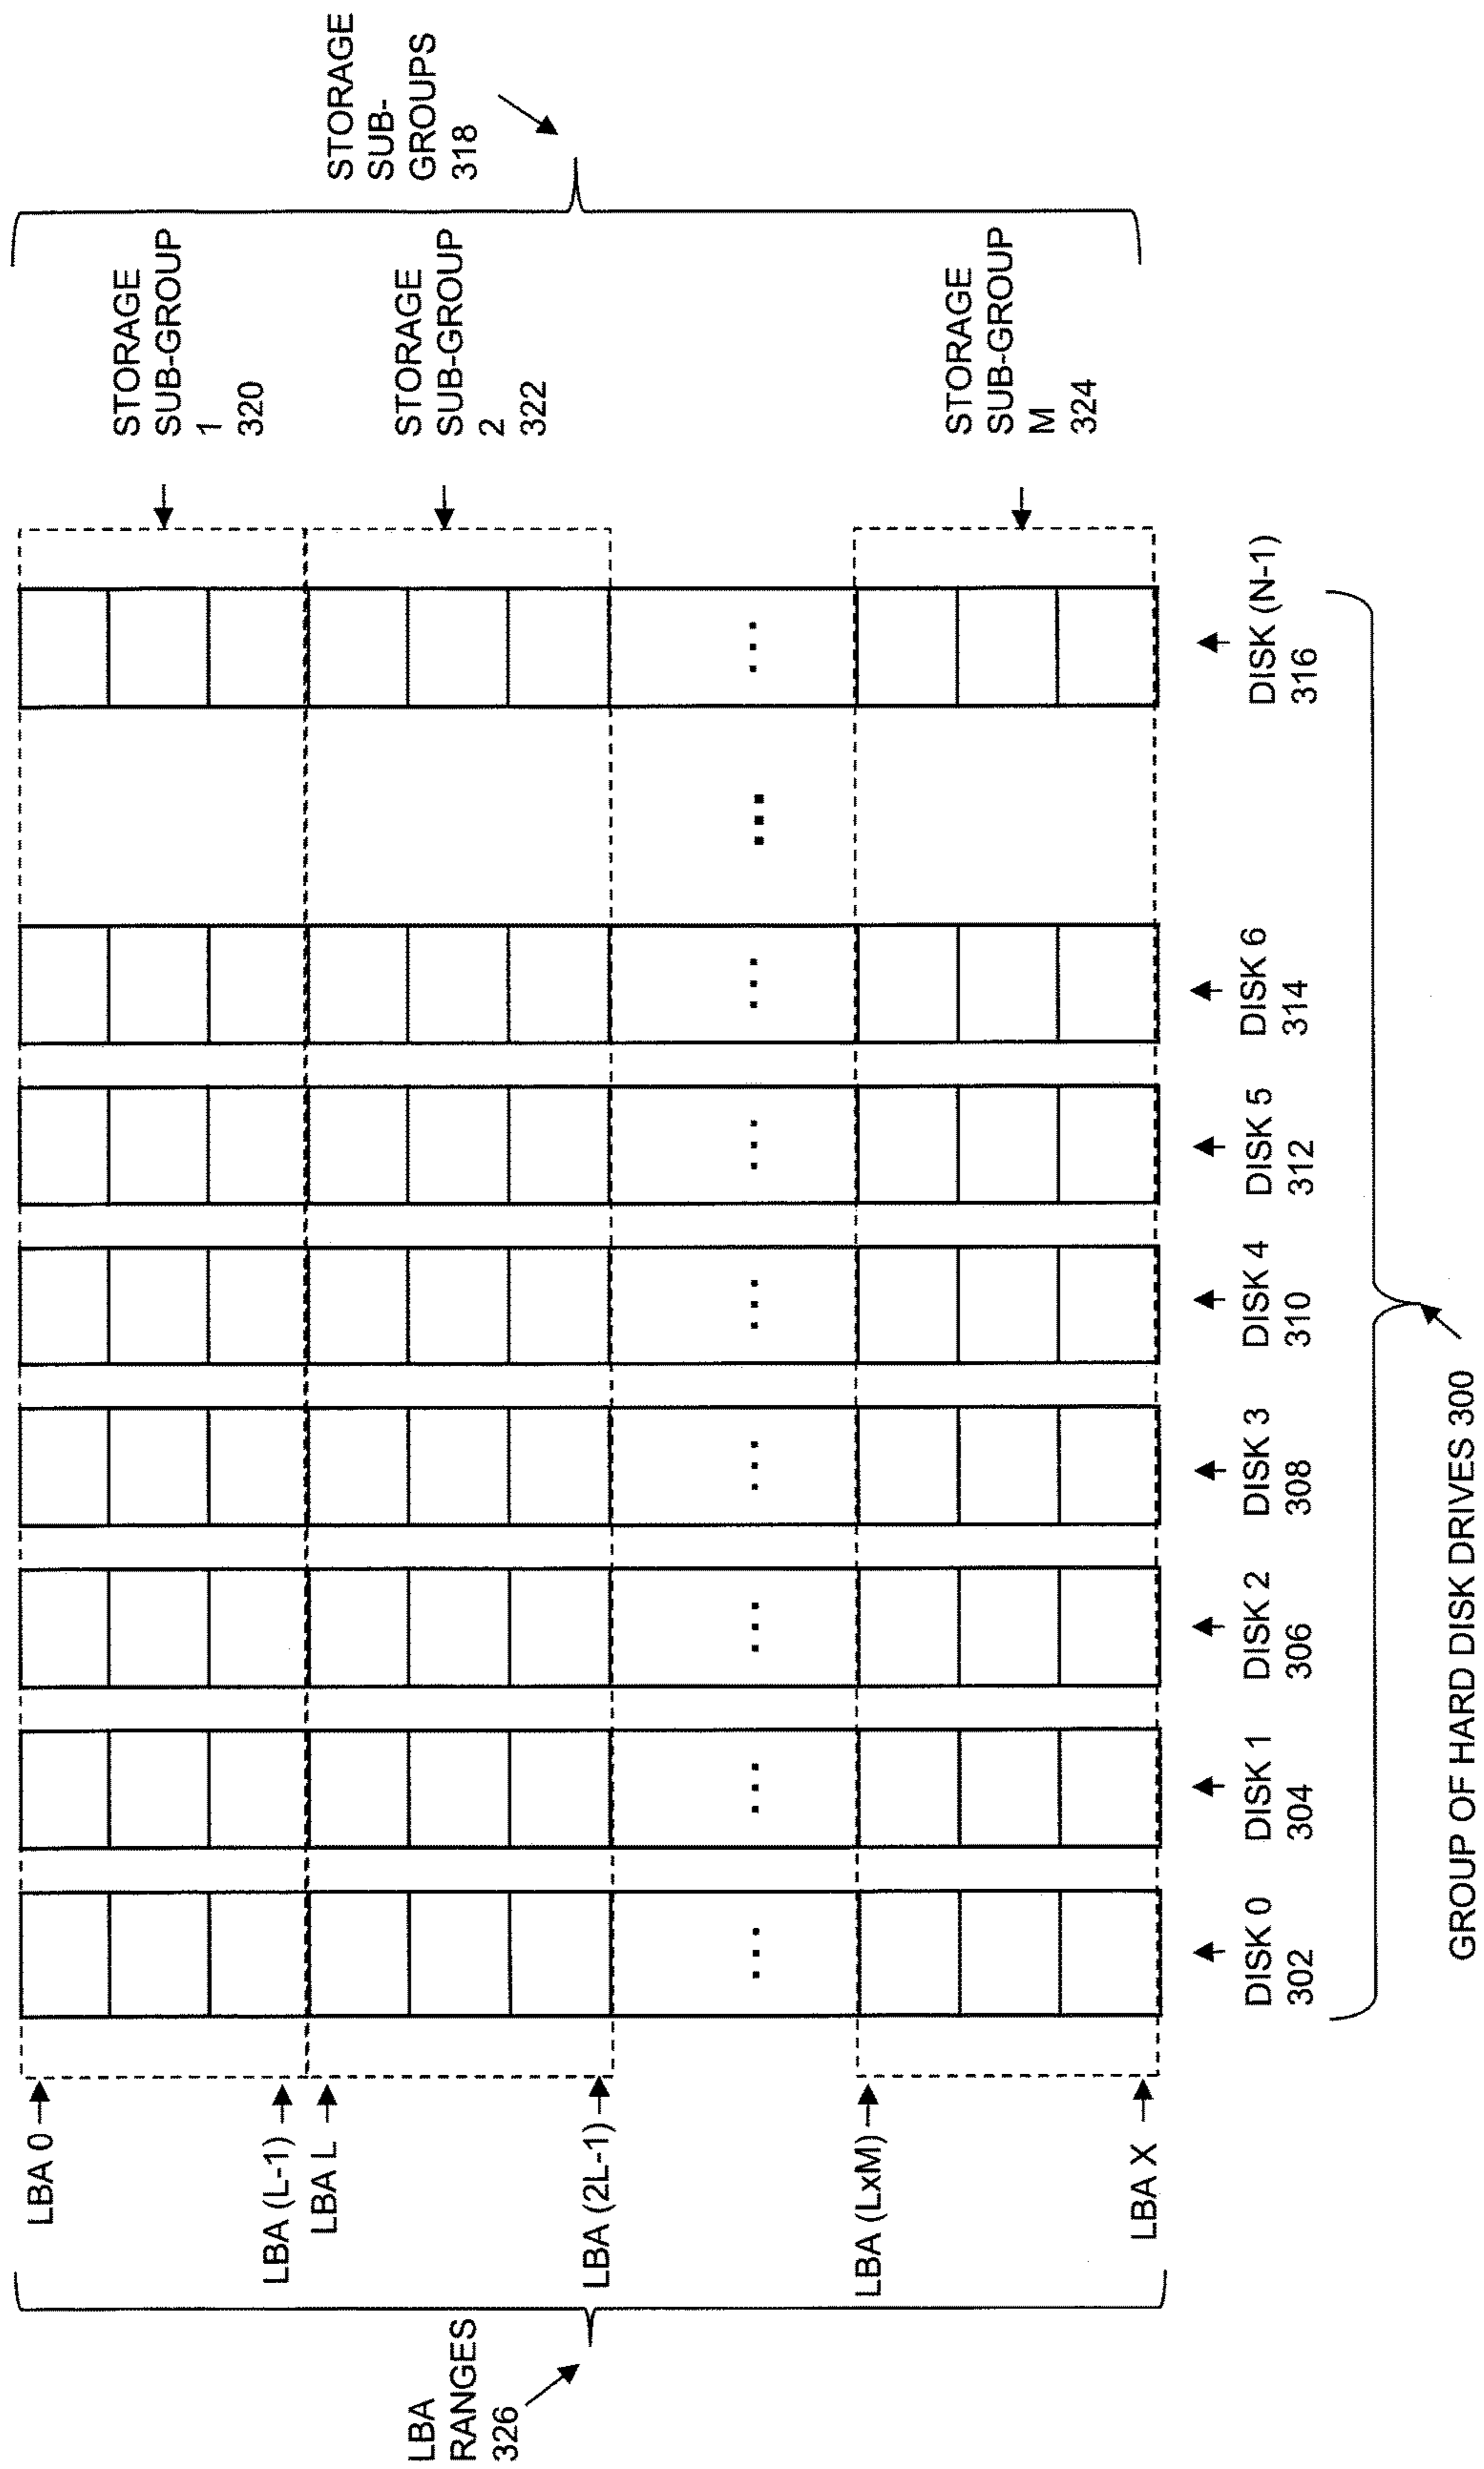 STORAGE
SUB-
GROUPS
318
STORAGE
SUB-GROUP
1
320
STORAGE
SUB-GROUP
2
322
STORAGE
SUB-GROUP
M
324
LBA 0
LBA (L-1)
LBA L
LBA (2L-1)
LBA (LxM)
LBA X
LBA
RANGES
326
...
...
...
...
...
...
...
...
...
DISK 0
302
DISK 1
304
DISK 2
306
DISK 3
308
DISK 4
310
DISK 5
312
DISK 6
314
DISK (N-1)
316
GROUP OF HARD DISK DRIVES 300